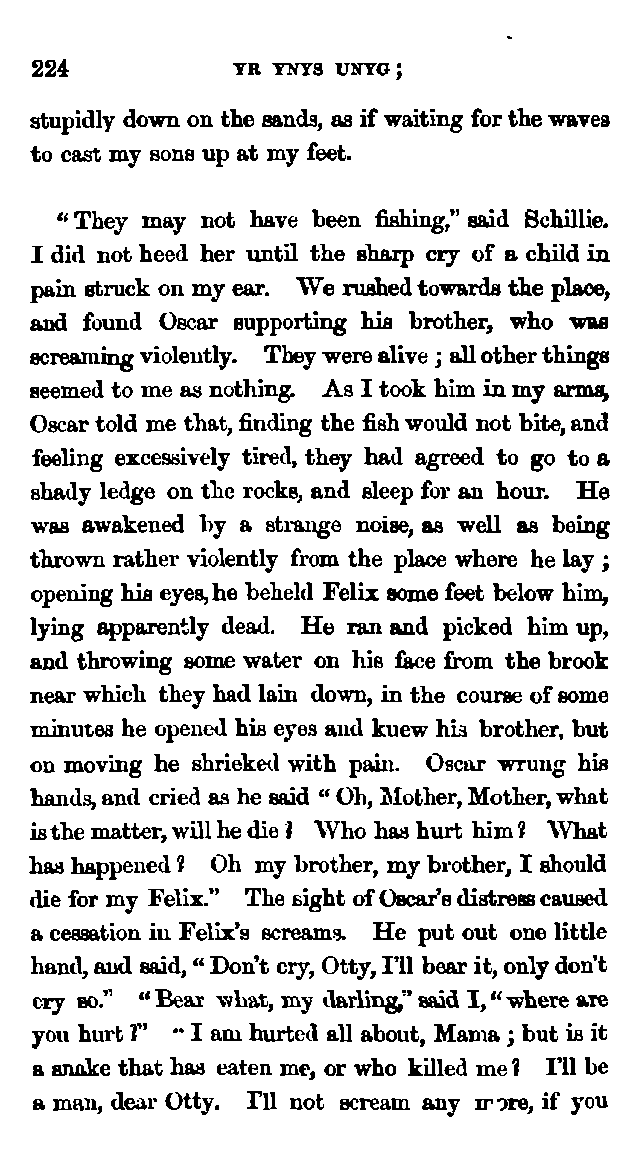 224 YR YNYS UNYG;
stupidly down on the sands, as if waiting for the waves
to cast my sons up at my feet.
"They may not have been fishing," said Schillie.
I did not heed her until the sharp cry of a child in
pain struck on my ear. We rushed towards the place,
and found Oscar supporting his brother, who was
screaming violently. They were alive; all other things
seemed to me as nothing. As I took him in my arms,
Oscar told me that, finding the fish would not bite, and
feeling excessively tired, they had agreed to go to a
shady ledge on the rocks, and sleep for an hour. He
was awakened by a strange noise, as well as being
thrown rather violently from the place where he lay;
opening his eyes, he beheld Felix some feet below him,
lying apparently dead. He ran and picked him up,
and throwing some water on his face from the brook
near which they had lain down, in the course of some
minutes he opened his eyes and kuew his brother, but
on moving he shrieked with pain. Oscar wrung his
hands, and cried as he said "Oh, Mother, Mother, what
is the matter, will he die? Who has hurt him? What
has happened? Oh my brother, my brother, I should
die for my Felix." The sight of Oscar's distress caused
a cessation in Felix's screams. He put out one little
hand, and said, "Don't cry, Otty, I'll bear it, only don't
cry so." "Bear what, my darling," said I, "where are
you hurt?" "I am hurted all about, Mama; but is it
a snake that has eaten me, or who killed me? I'll be
a man, dear Otty. I'll not scream any more, if you